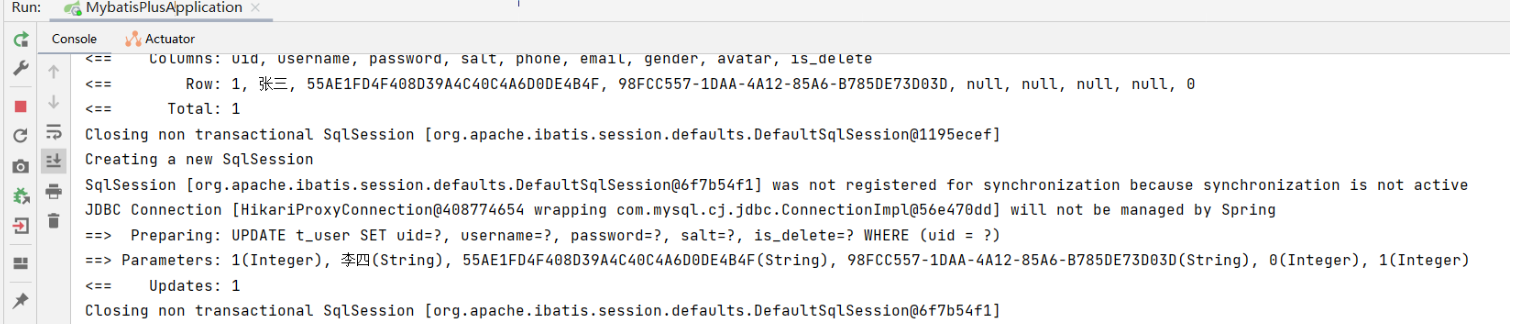 Run: MybatisPlusApplication ×
Console Actuator
<== Columns: uid, username, password, salt, phone, email, gender, avatar, is_delete
<== Row: 1, 张三, 55AE1FD4F408D39A4C40C4A6D0DE4B4F, 98FCC557-1DAA-4A12-85A6-B785DE73D03D, null, null, null, null, 0
<== Total: 1
Closing non transactional SqlSession [org.apache.ibatis.session.defaults.DefaultSqlSession@1195ecef]
Creating a new SqlSession
SqlSession [org.apache.ibatis.session.defaults.DefaultSqlSession@6f7b54f1] was not registered for synchronization because synchronization is not active
JDBC Connection [HikariProxyConnection@408774654 wrapping com.mysql.cj.jdbc.ConnectionImpl@56e470dd] will not be managed by Spring
==> Preparing: UPDATE t_user SET uid=?, username=?, password=?, salt=?, is_delete=? WHERE (uid = ?)
==> Parameters: 1(Integer), 李四(String), 55AE1FD4F408D39A4C40C4A6D0DE4B4F(String), 98FCC557-1DAA-4A12-85A6-B785DE73D03D(String), 0(Integer), 1(Integer)
<== Updates: 1
Closing non transactional SqlSession [org.apache.ibatis.session.defaults.DefaultSqlSession@6f7b54f1]